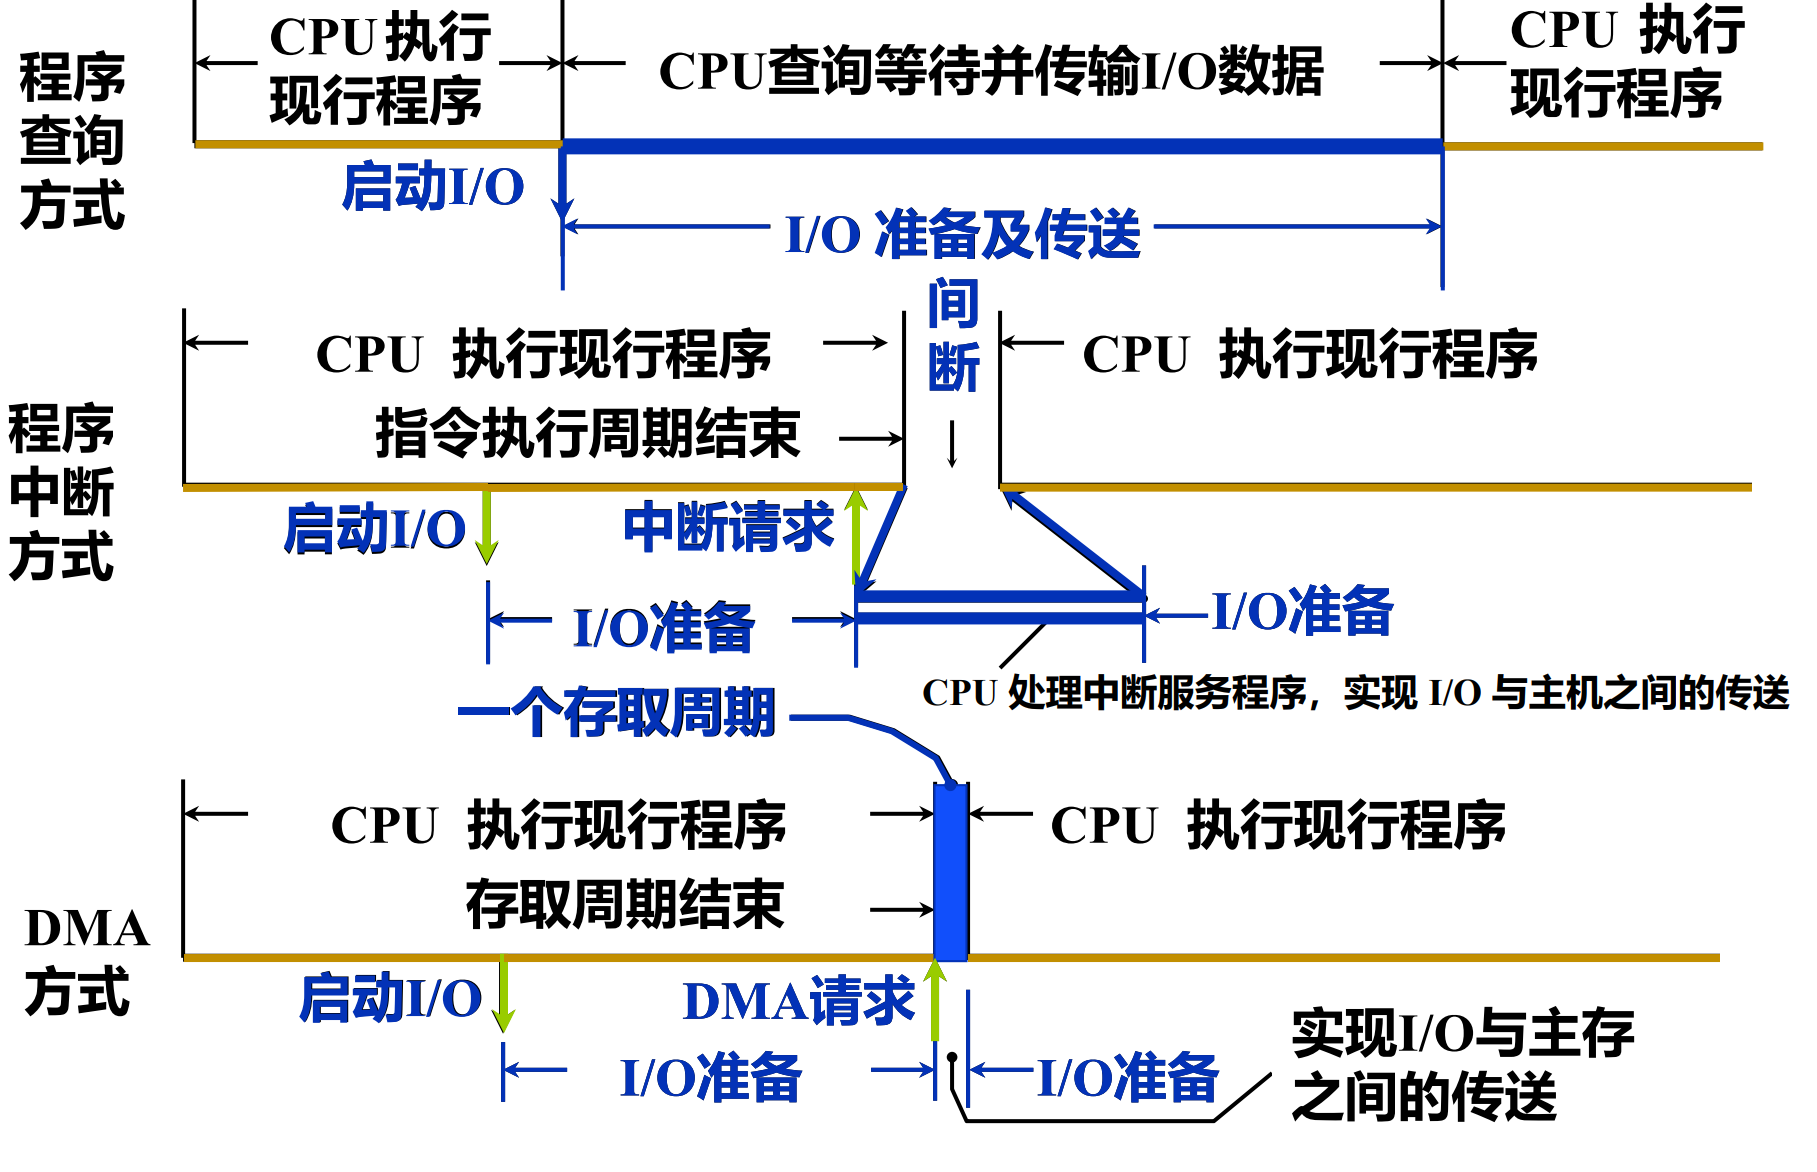 程序
查询
方式
CPU执行
现行程序
CPU查询等待并传输I/O数据
CPU 执行
现行程序
启动I/O
I/O 准备及传送
程序
中断
方式
CPU 执行现行程序
指令执行周期结束
间
断
CPU 执行现行程序
启动I/O
中断请求
I/O准备
I/O准备
CPU 处理中断服务程序，实现 I/O 与主机之间的传送
一个存取周期
DMA
方式
CPU 执行现行程序
存取周期结束
CPU 执行现行程序
启动I/O
DMA请求
I/O准备
I/O准备
实现I/O与主存
之间的传送